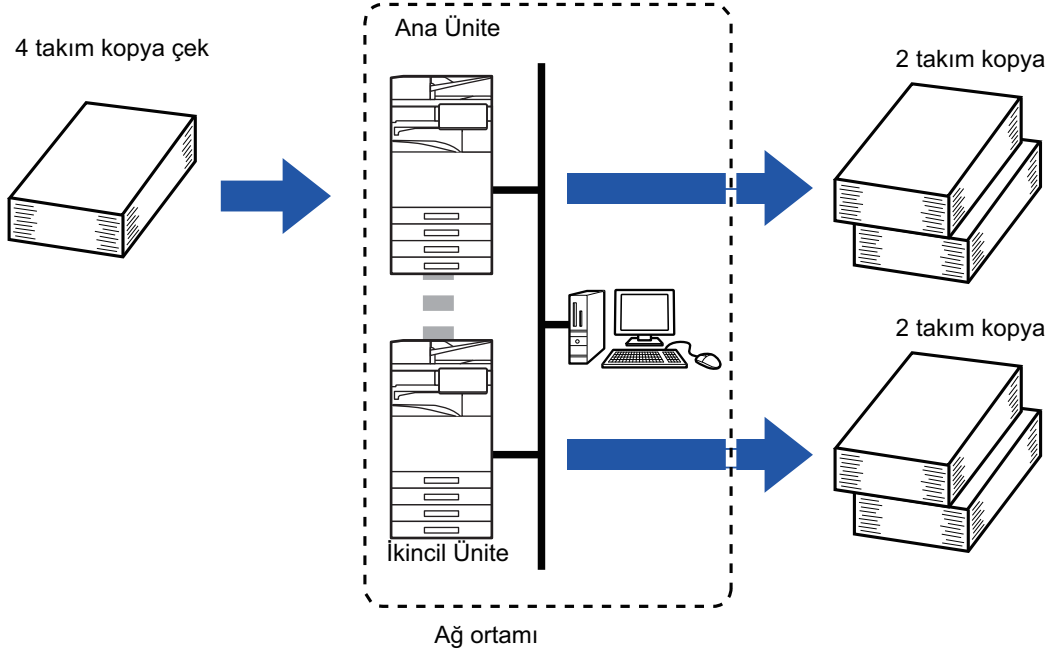 4 takım kopya çek
Ana Ünite
2 takım kopya
2 takım kopya
İkincil Ünite
Ağ ortamı